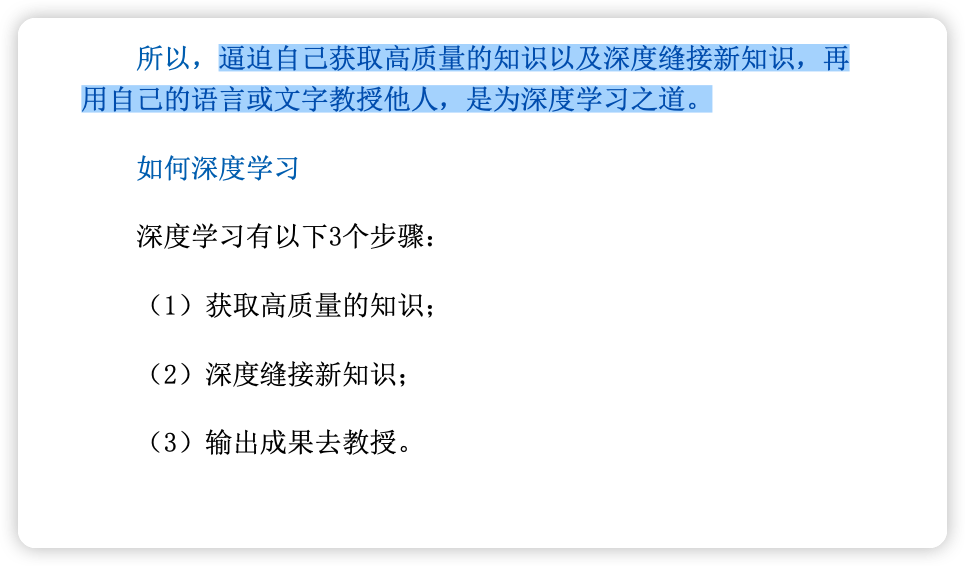 所以，逼迫自己获取高质量的知识以及深度缝接新知识，再
用自己的语言或文字教授他人，是为深度学习之道。
如何深度学习
深度学习有以下3个步骤：
（1）获取高质量的知识；
（2）深度缝接新知识；
（3）输出成果去教授。